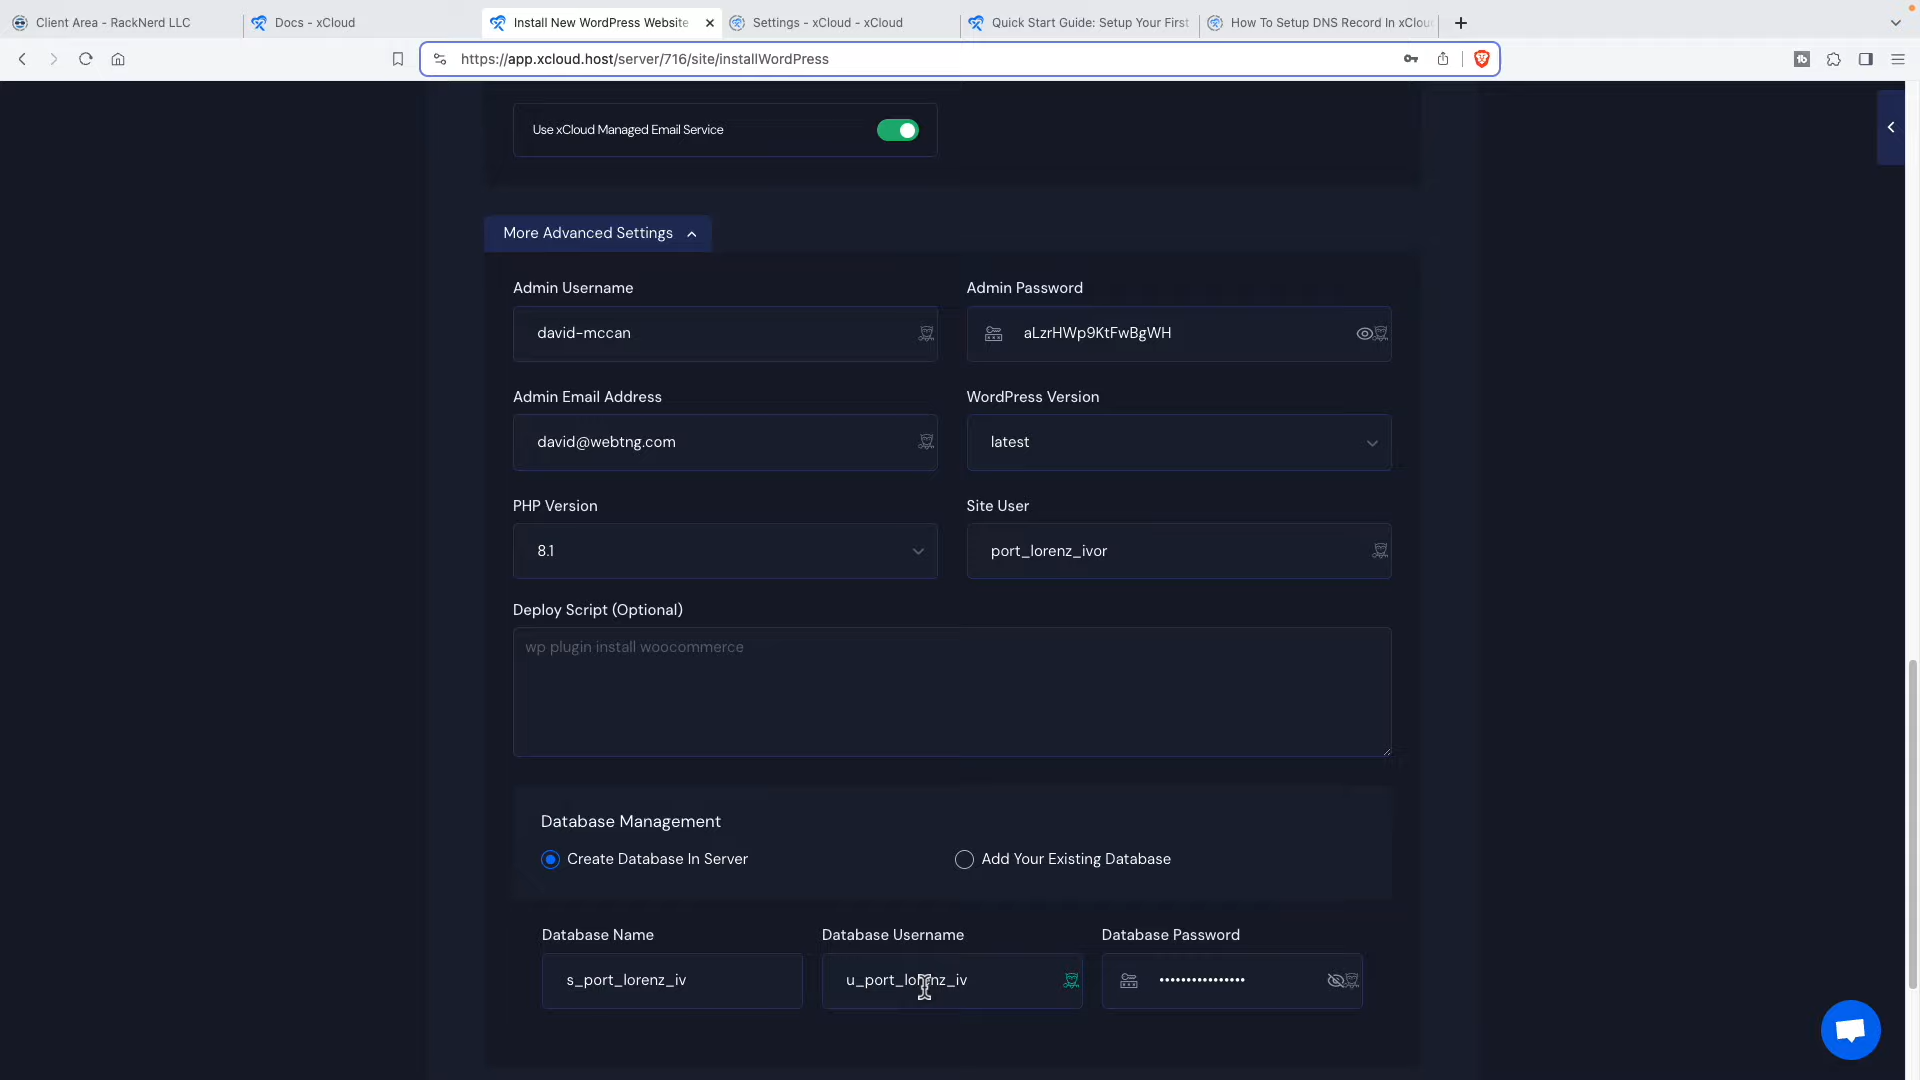 Client Area - RackNerd LLC
Docs - xCloud
Install New WordPress Website
Settings - xCloud - xCloud
Quick Start Guide: Setup Your First
How To Setup DNS Record In xClou
https://app.xcloud.host/server/716/site/installWordPress
Use xCloud Managed Email Service
More Advanced Settings
Admin Username
Admin Password
david-mccan
aLzrHWp9KtFwBgWH
Admin Email Address
WordPress Version
david@webtng.com
latest
PHP Version
Site User
8.1
port_lorenz_ivor
Deploy Script (Optional)
wp plugin install woocommerce
Database Management
Create Database In Server
Add Your Existing Database
Database Name
Database Username
Database Password
s_port_lorenz_iv
u_port_lorenz_iv
••••••••••••••••